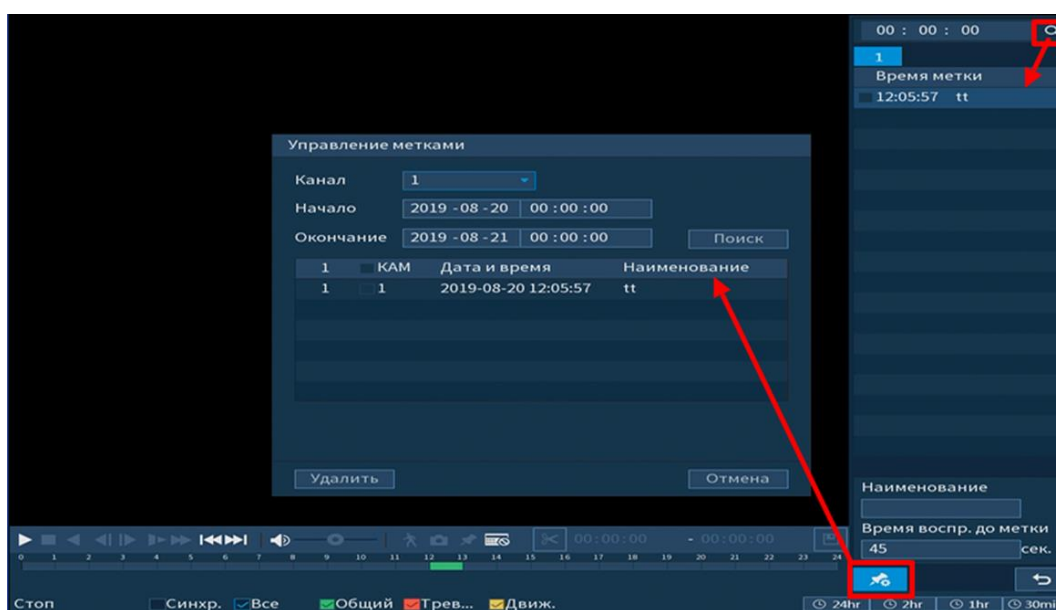 00 : 00 : 00
1
Время метки
12:05:57 tt
Управление метками
Канал 1
Начало 2019 -08 -20 00 :00 :00
Окончание 2019 -08 -21 00 :00 :00 Поиск
1 КАМ Дата и время Наименование
1 1 2019-08-20 12:05:57 tt
Удалить Отмена
Наименование
Время воспр. до метки
45 сек.
00:00:00 - 00:00:00
0 1 2 3 4 5 6 7 8 9 10 11 12 13 14 15 16 17 18 19 20 21 22 23 24
Стоп Синхр. Все Общий Трев... Движ. 24hr 2hr 1hr 30mi